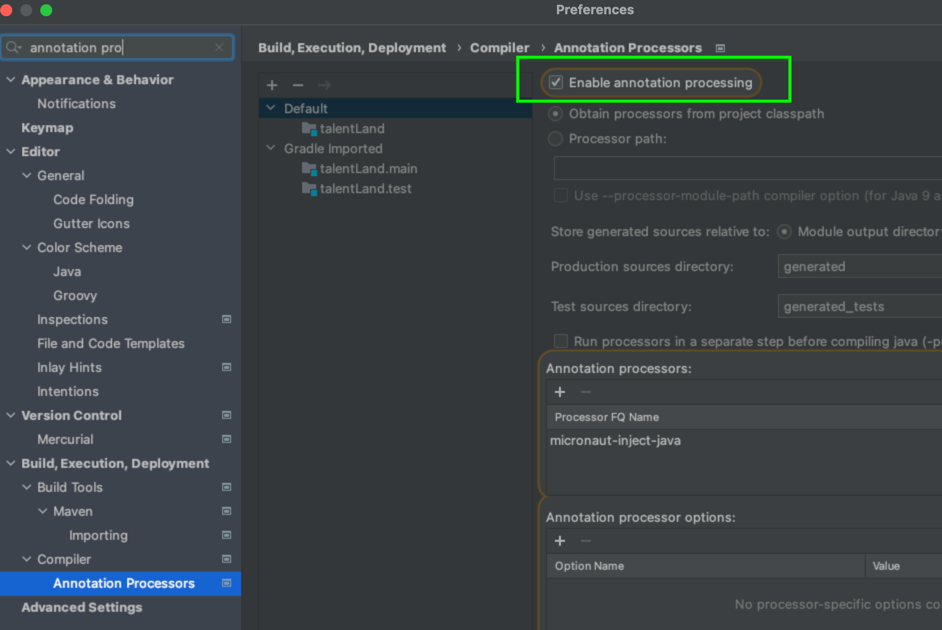 Preferences
annotation pro
Appearance & Behavior
Notifications
Keymap
Editor
General
Code Folding
Gutter Icons
Color Scheme
Java
Groovy
Inspections
File and Code Templates
Inlay Hints
Intentions
Version Control
Mercurial
Build, Execution, Deployment
Build Tools
Maven
Importing
Compiler
Annotation Processors
Advanced Settings
Build, Execution, Deployment › Compiler › Annotation Processors
Default
talentLand
Gradle Imported
talentLand.main
talentLand.test
Enable annotation processing
Obtain processors from project classpath
Processor path:
Use --processor-module-path compiler option (for Java 9 a
Store generated sources relative to: Module output director
Production sources directory: generated
Test sources directory: generated_tests
Run processors in a separate step before compiling java (-p
Annotation processors:
Processor FQ Name
micronaut-inject-java
Annotation processor options:
Option Name Value
No processor-specific options co